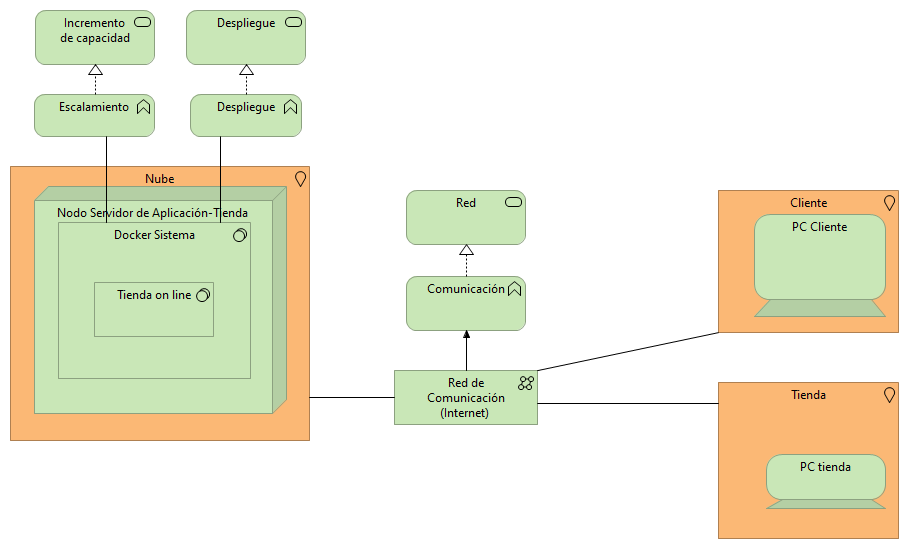 Incremento
de capacidad
Despliegue
Escalamiento
Despliegue
Nube
Nodo Servidor de Aplicación-Tienda
Docker Sistema
Tienda on line
Red
Comunicación
Red de
Comunicación
(Internet)
Cliente
PC Cliente
Tienda
PC tienda